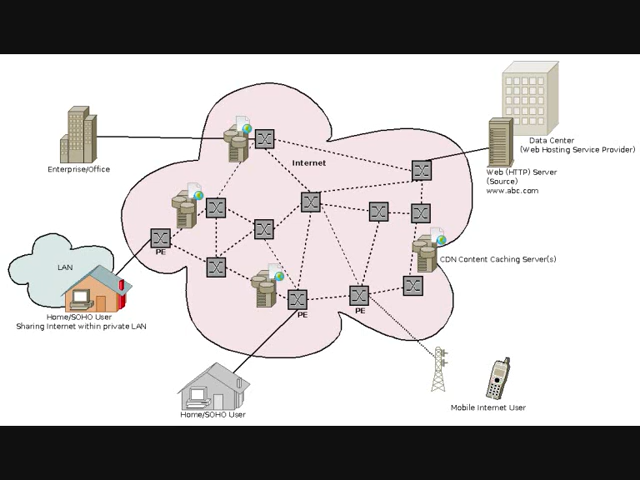 Data Center
(Web Hosting Service Provider)
Internet
Enterprise/Office
Web (HTTP) Server
(Source)
www.abc.com
PE
CDN Content Caching Server(s)
LAN
PE
PE
Home/SOHO User
Sharing Internet within private LAN
Mobile Internet User
Home/SOHO User